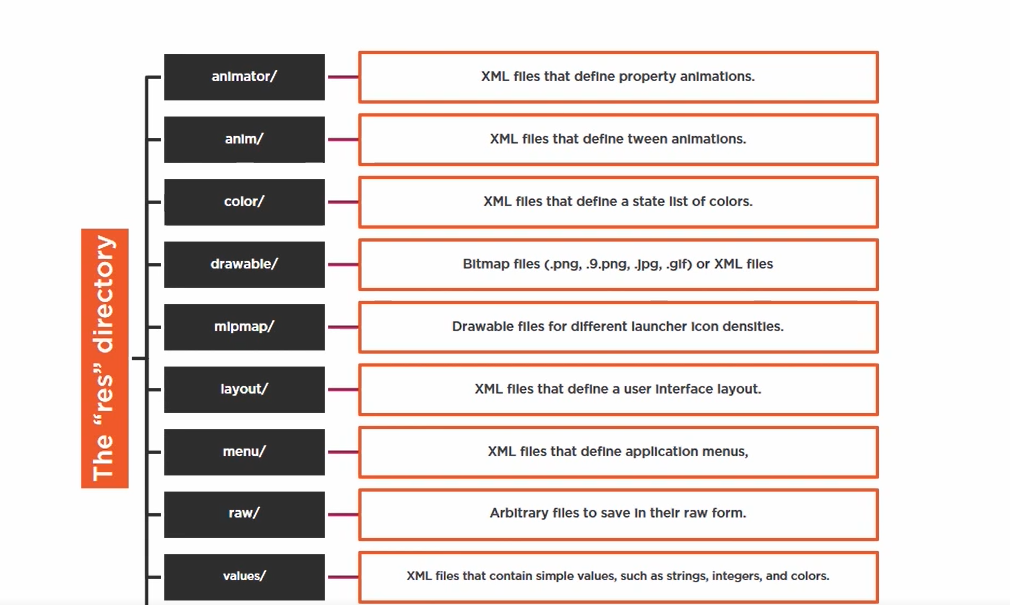 The “res” directory
animator/
XML files that define property animations.
anim/
XML files that define tween animations.
color/
XML files that define a state list of colors.
drawable/
Bitmap files (.png, .9.png, .jpg, .gif) or XML files
mipmap/
Drawable files for different launcher icon densities.
layout/
XML files that define a user interface layout.
menu/
XML files that define application menus,
raw/
Arbitrary files to save in their raw form.
values/
XML files that contain simple values, such as strings, integers, and colors.